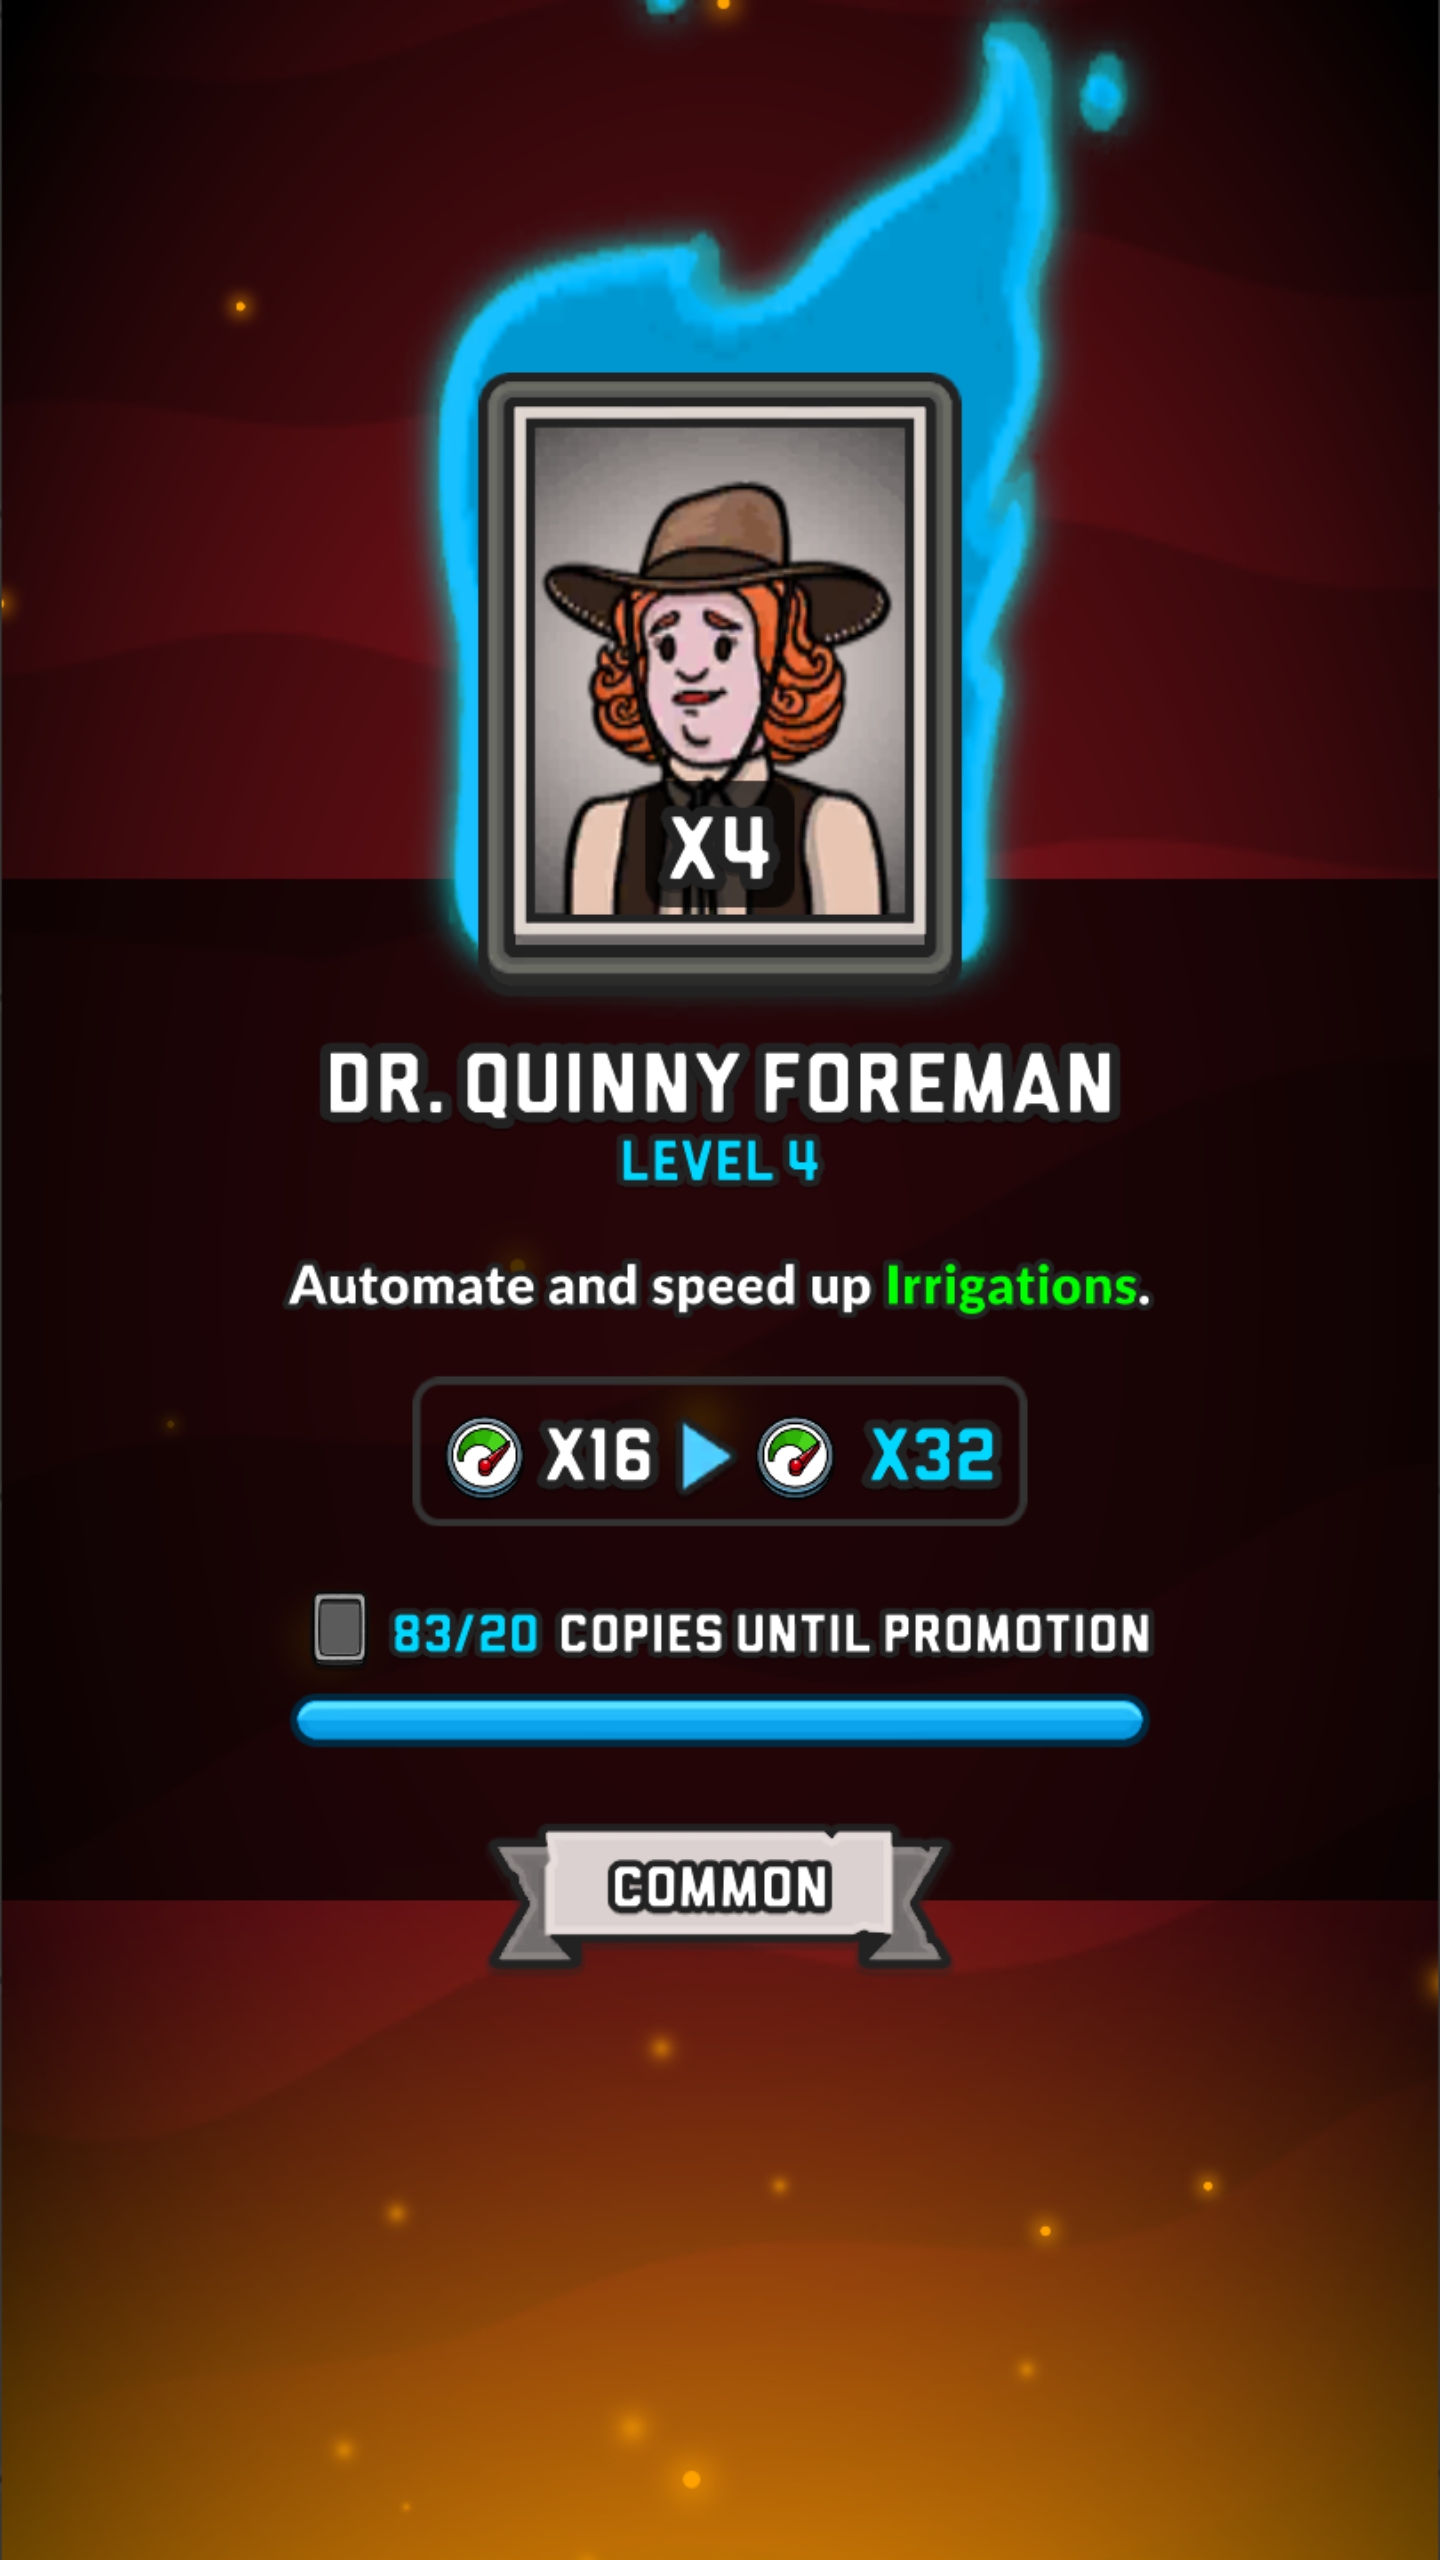 X4
DR. QUINNY FOREMAN
LEVEL 4
Automate and speed up Irrigations.
X16 X32
83/20 COPIES UNTIL PROMOTION
COMMON